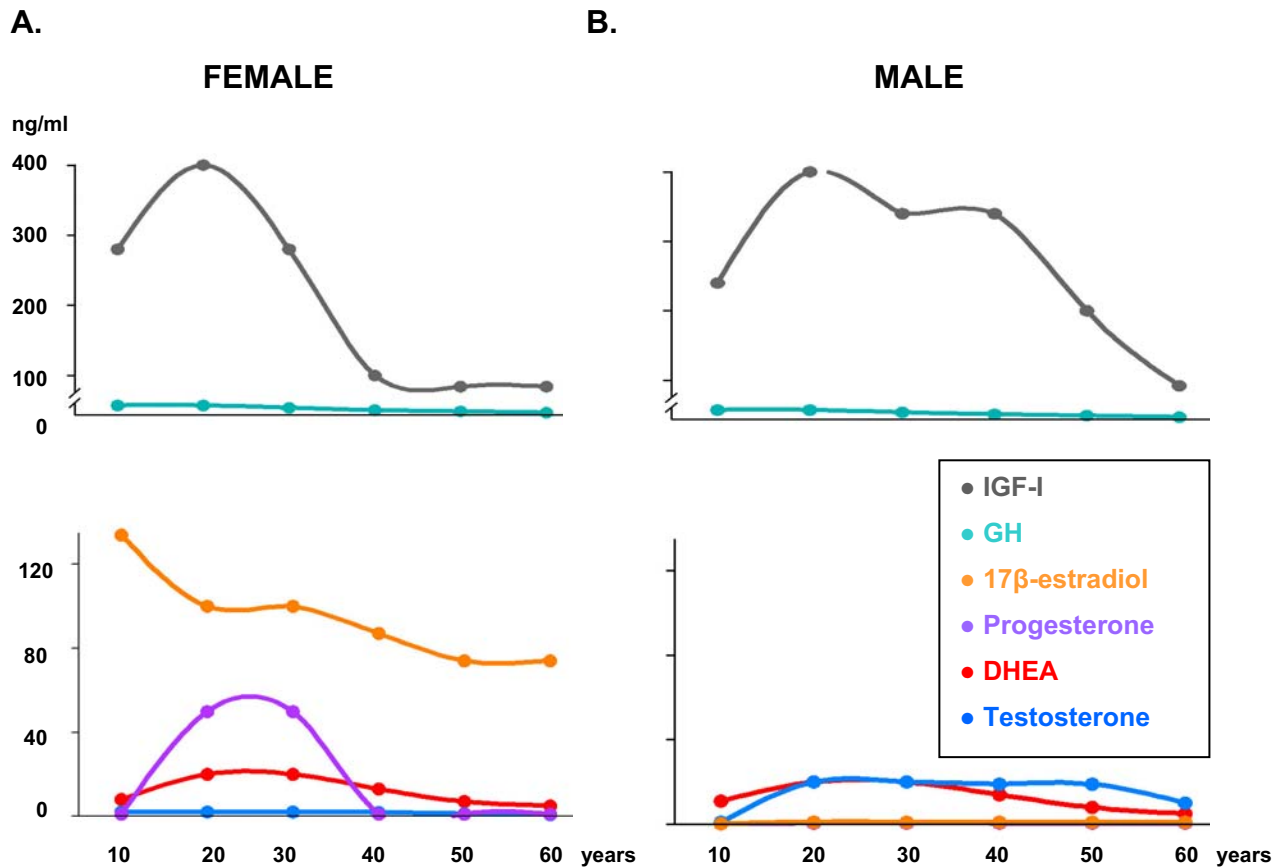 A.
B.
FEMALE
MALE
ng/ml
400
300
200
100
0
IGF-I
GH
17β-estradiol
Progesterone
DHEA
Testosterone
120
80
40
0
10 20 30 40 50 60 years
10 20 30 40 50 60 years